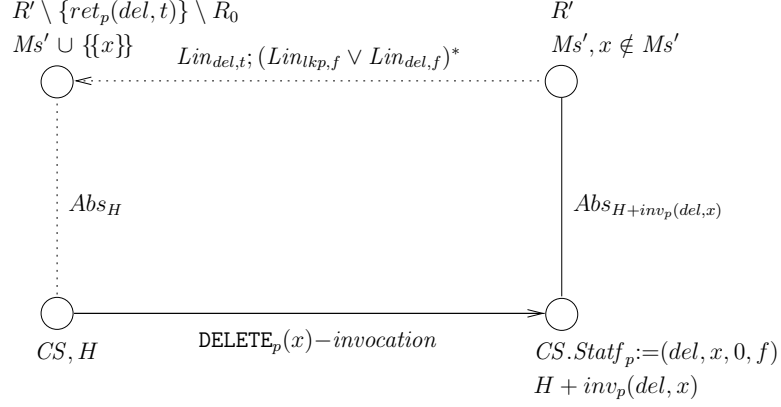 R′ \ {ret_p(del, t)} \ R_0
Ms′ ∪ {{x}}
R′
Ms′, x ∉ Ms′
Lin_{del,t}; (Lin_{lkp,f} ∨ Lin_{del,f})*
Abs_H
Abs_{H+inv_p(del,x)}
DELETE_p(x)−invocation
CS, H
CS.Statf_p:=(del, x, 0, f)
H + inv_p(del, x)